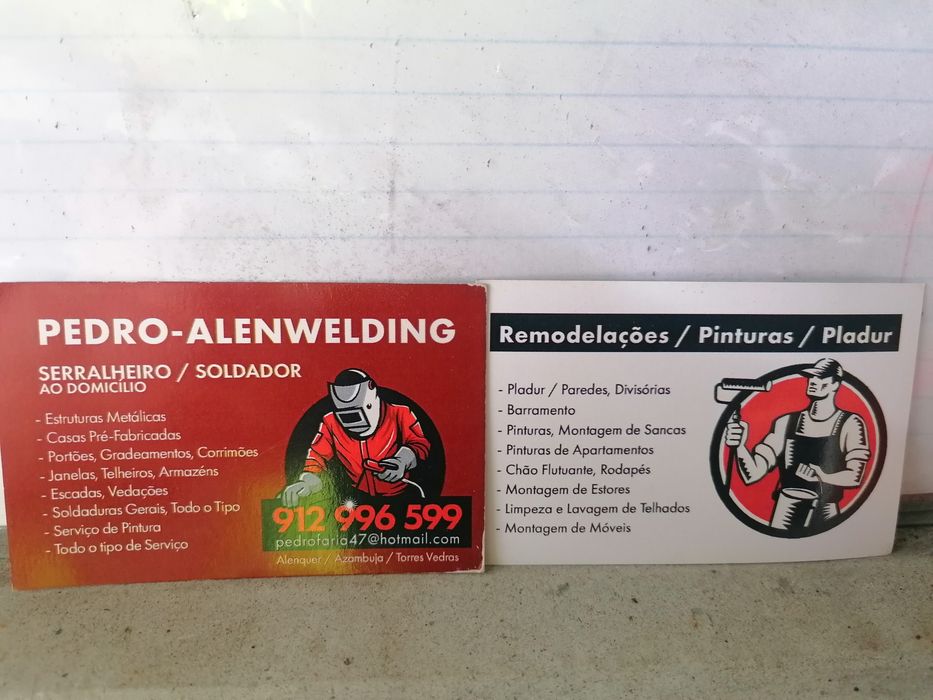 PEDRO-ALENWELDING
SERRALHEIRO / SOLDADOR
AO DOMICÍLIO
- Estruturas Metálicas
- Casas Pré-Fabricadas
- Portões, Gradeamentos, Corrimões
- Janelas, Telheiros, Armazéns
- Escadas, Vedações
- Soldaduras Gerais, Todo o Tipo
- Serviço de Pintura
- Todo o tipo de Serviço
912 996 599
pedrofaria47@hotmail.com
Alenquer / Azambuja / Torres Vedras
Remodelações / Pinturas / Pladur
- Pladur / Paredes, Divisórias
- Barramento
- Pinturas, Montagem de Sancas
- Pinturas de Apartamentos
- Chão Flutuante, Rodapés
- Montagem de Estores
- Limpeza e Lavagem de Telhados
- Montagem de Móveis